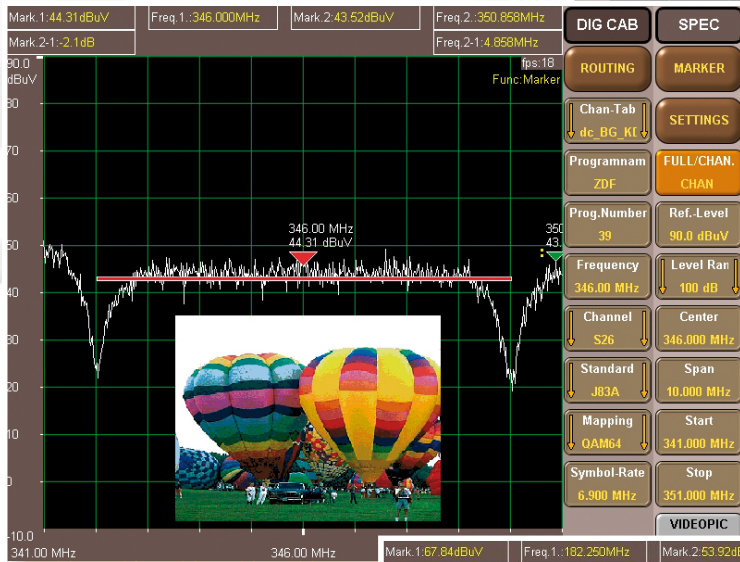 Mark.1:44.31dBuV
Freq.1.:346.000MHz
Mark.2:43.52dBuV
Freq.2.:350.858MHz
Mark.2-1:-2.1dB
Freq.2-1:4.858MHz
90.0
dBuV
fps:18
Func:Marker
80
70
346.00 MHz
44.31 dBuV
350
43.
50
40
30
20
10
0
-10.0
341.00 MHz
346.00 MHz
DIG CAB
SPEC
ROUTING
MARKER
Chan-Tab
dc_BG_K
SETTINGS
Programnam
ZDF
FULL/CHAN.
CHAN
Prog.Number
39
Ref.-Level
90.0 dBuV
Frequency
346.00 MHz
Level Ran
100 dB
Channel
S26
Center
346.000 MHz
Standard
J83A
Span
10.000 MHz
Mapping
QAM64
Start
341.000 MHz
Symbol-Rate
6.900 MHz
Stop
351.000 MHz
VIDEOPIC
Mark.1:67.84dBuV
Freq.1.:182.250MHz
Mark.2:53.92dB